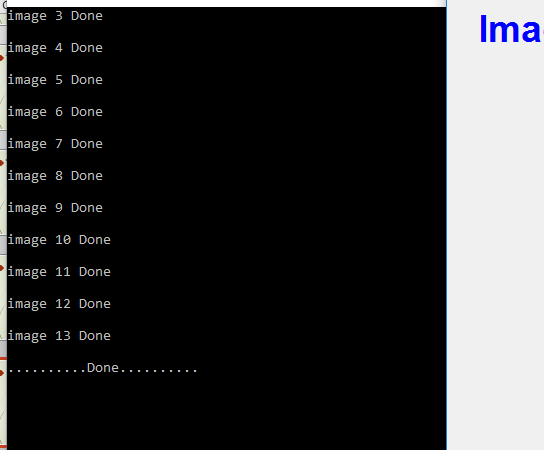 image 3 Done
image 4 Done
image 5 Done
image 6 Done
image 7 Done
image 8 Done
image 9 Done
image 10 Done
image 11 Done
image 12 Done
image 13 Done
..........Done..........